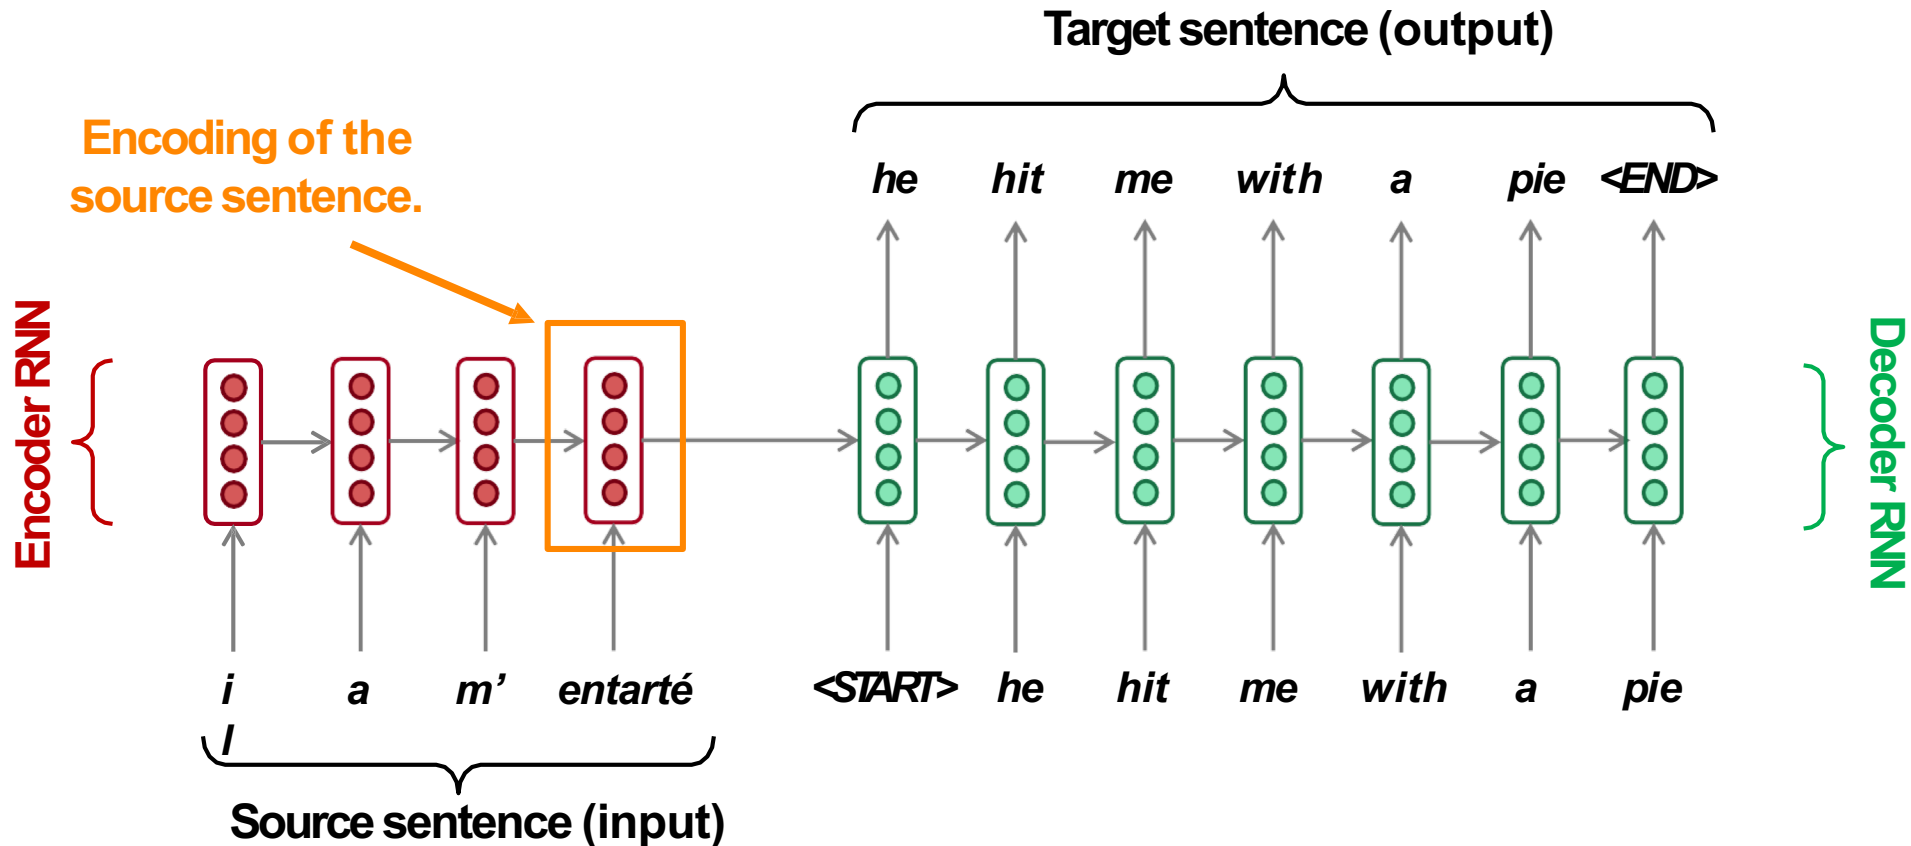 Target sentence (output)
Encoding of the
source sentence.
he hit me with a pie <END>
Encoder RNN
Decoder RNN
i a m’ entarté <START> he hit me with a pie
l
Source sentence (input)